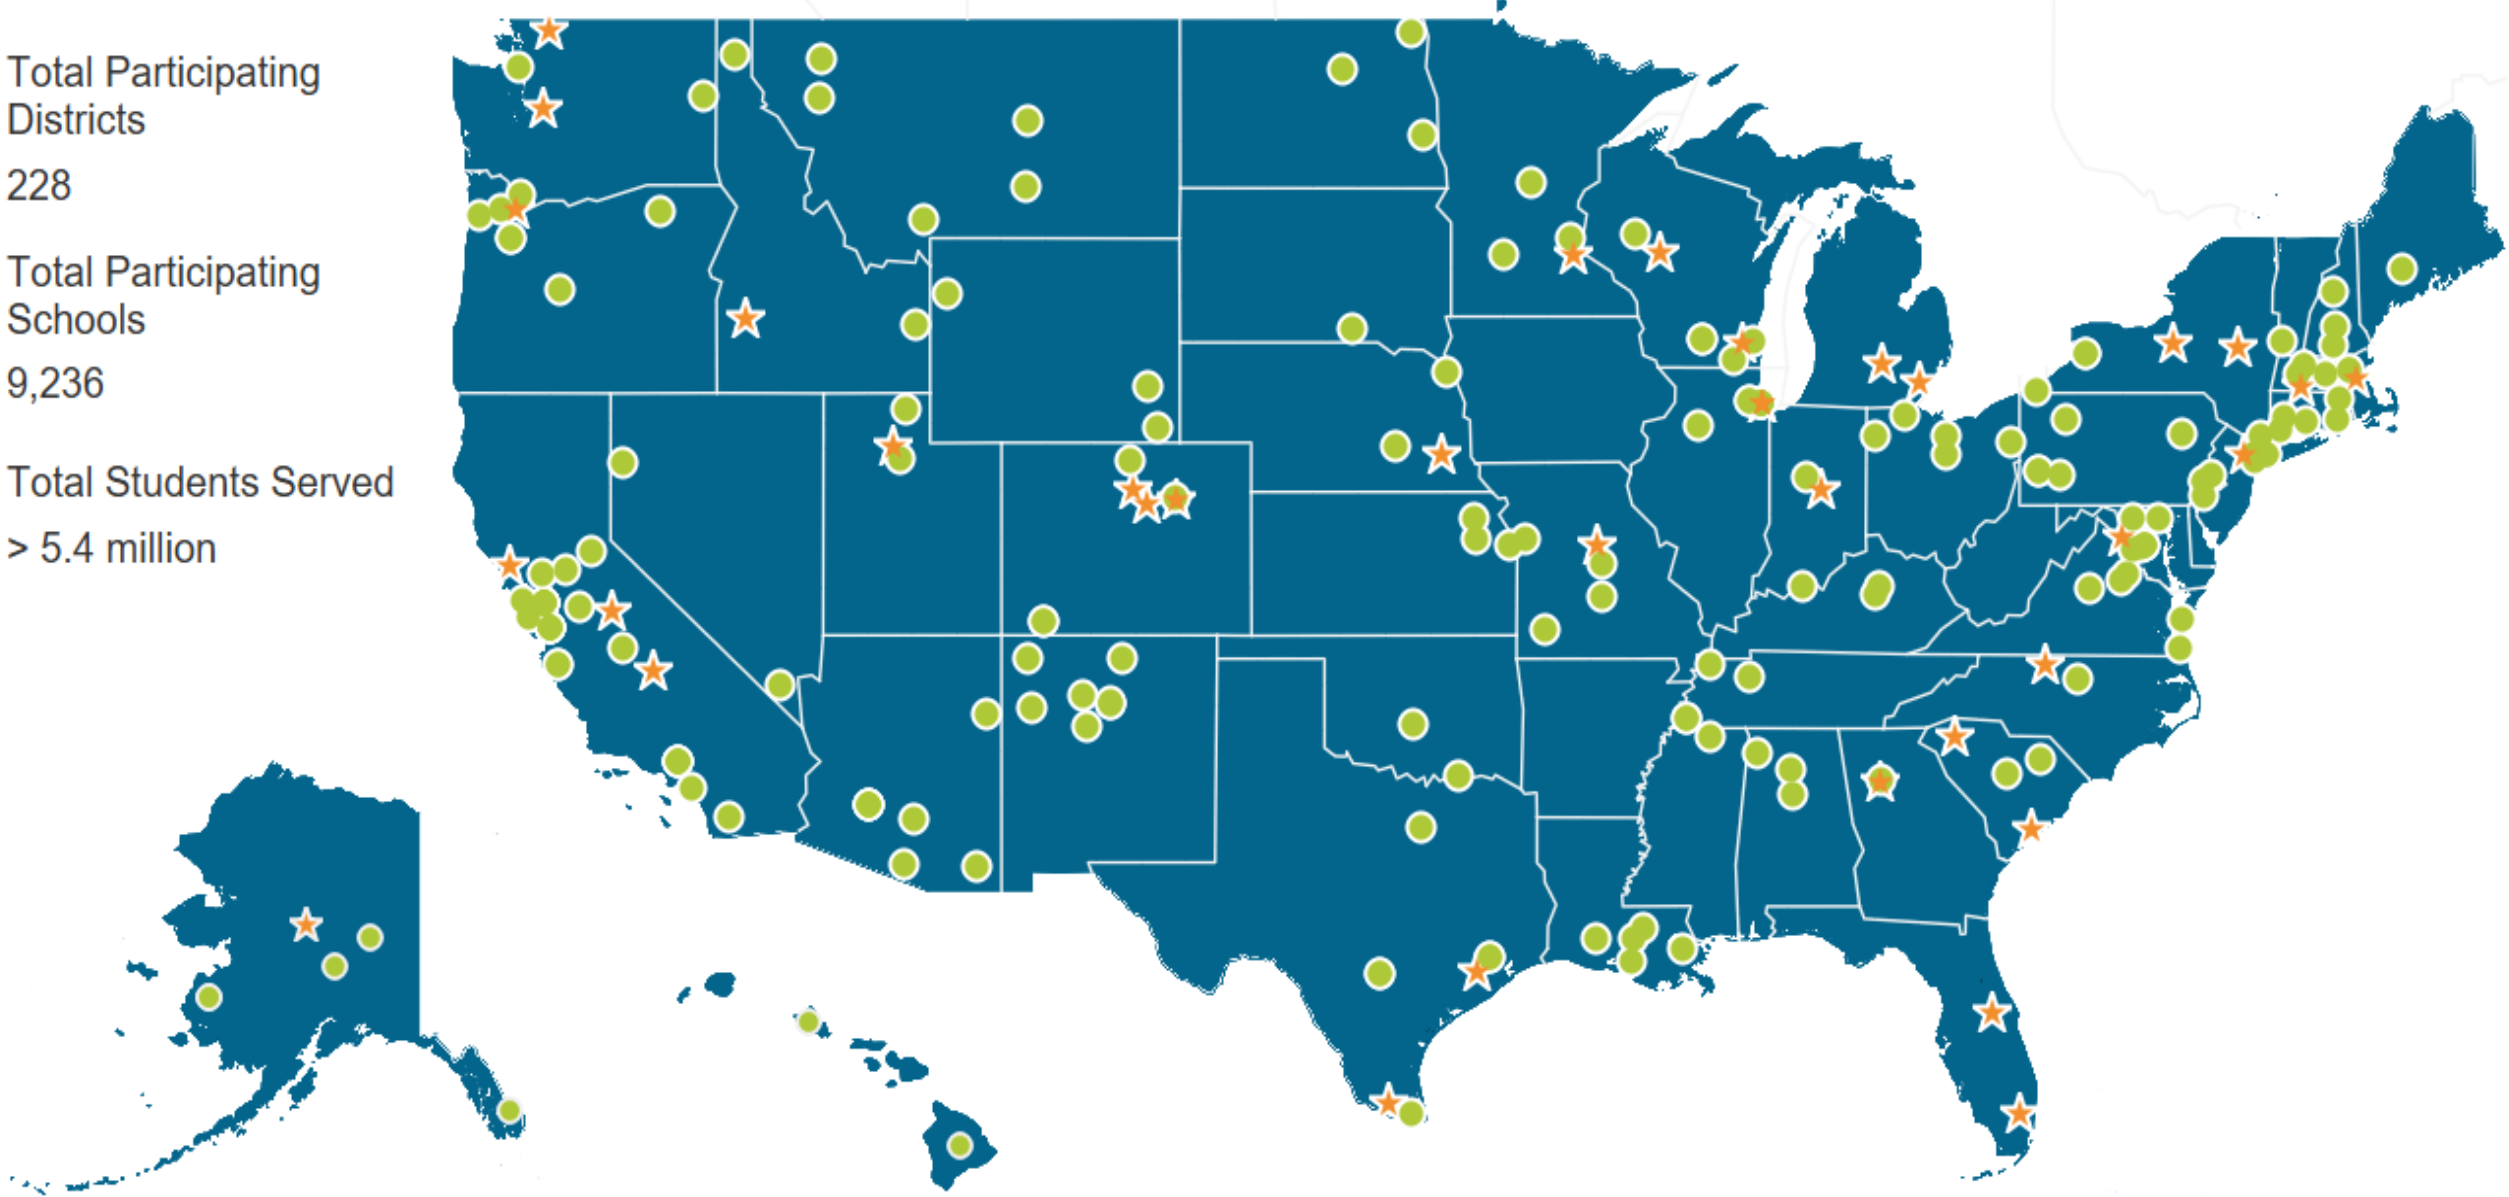 Total Participating
Districts
228
Total Participating
Schools
9,236
Total Students Served
> 5.4 million